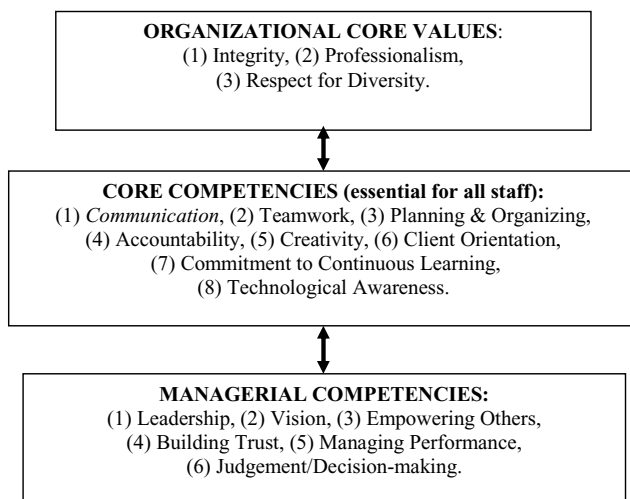 ORGANIZATIONAL CORE VALUES:
(1) Integrity, (2) Professionalism,
(3) Respect for Diversity.
CORE COMPETENCIES (essential for all staff):
(1) Communication, (2) Teamwork, (3) Planning & Organizing,
(4) Accountability, (5) Creativity, (6) Client Orientation,
(7) Commitment to Continuous Learning,
(8) Technological Awareness.
MANAGERIAL COMPETENCIES:
(1) Leadership, (2) Vision, (3) Empowering Others,
(4) Building Trust, (5) Managing Performance,
(6) Judgement/Decision-making.